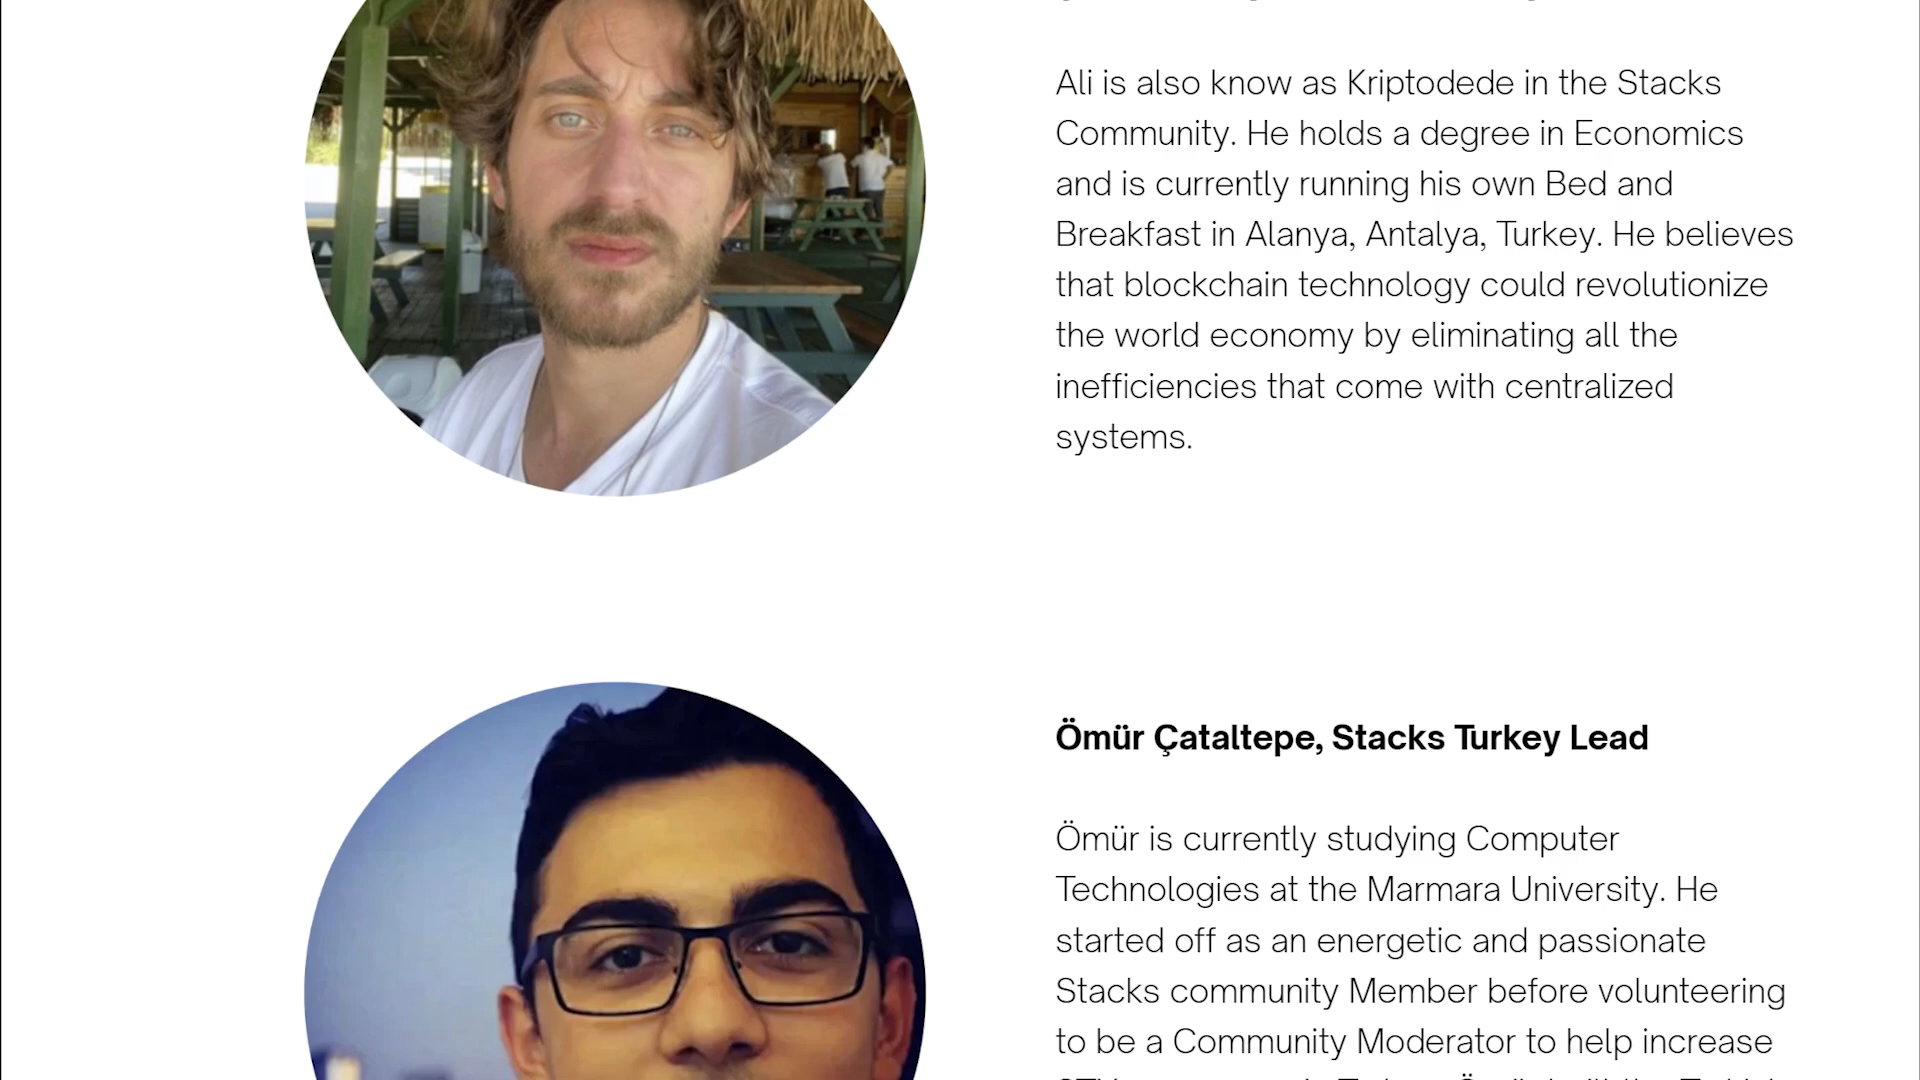 Ali is also know as Kriptodede in the Stacks
Community. He holds a degree in Economics
and is currently running his own Bed and
Breakfast in Alanya, Antalya, Turkey. He believes
that blockchain technology could revolutionize
the world economy by eliminating all the
inefficiencies that come with centralized
systems.
Ömür Çataltepe, Stacks Turkey Lead
Ömür is currently studying Computer
Technologies at the Marmara University. He
started off as an energetic and passionate
Stacks community Member before volunteering
to be a Community Moderator to help increase